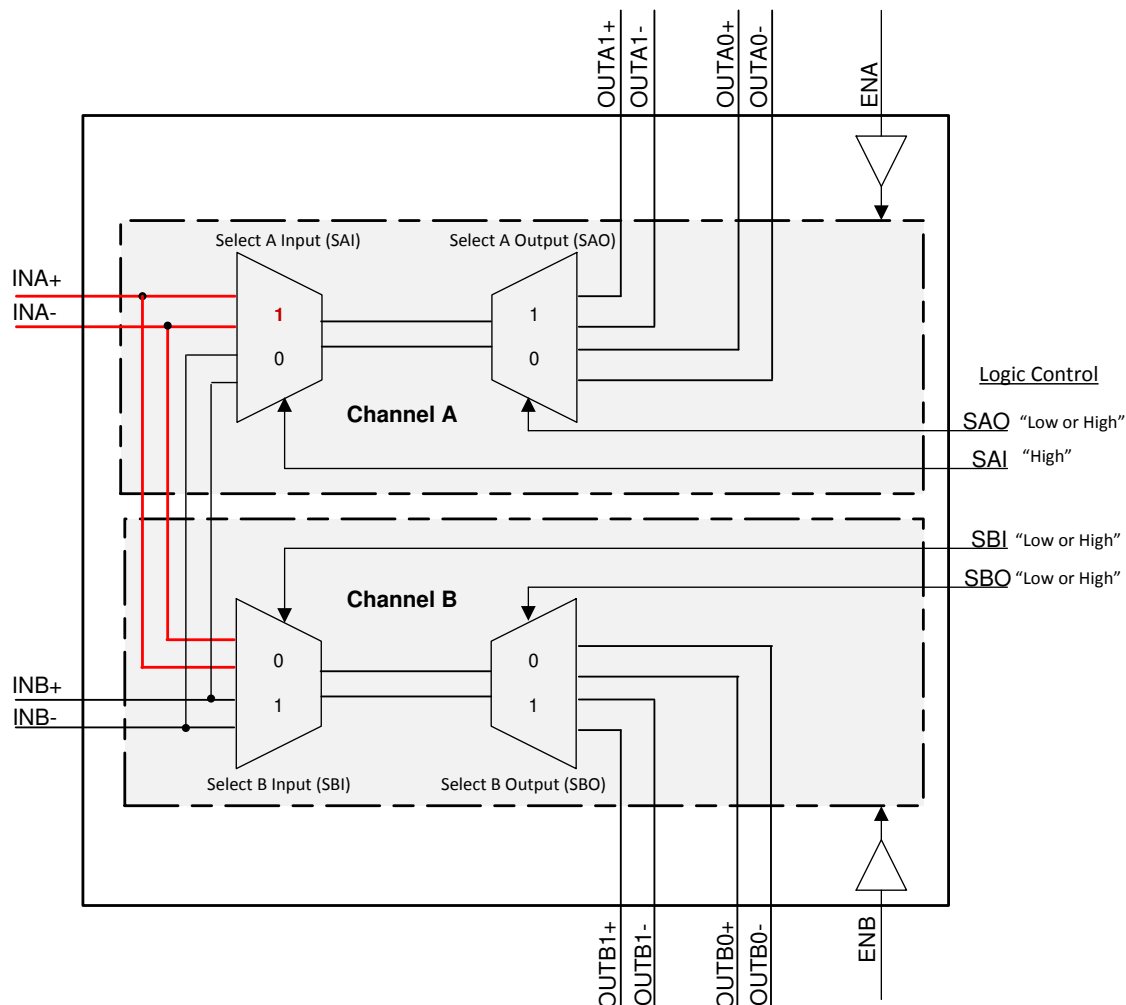 OUTA1+
OUTA1-
OUTA0+
OUTA0-
ENA
Select A Input (SAI)
Select A Output (SAO)
INA+
INA-
1
0
1
0
Channel A
Logic Control
SAO “Low or High”
SAI “High”
SBI “Low or High”
SBO “Low or High”
Channel B
INB+
INB-
0
1
0
1
Select B Input (SBI)
Select B Output (SBO)
OUTB1+
OUTB1-
OUTB0+
OUTB0-
ENB